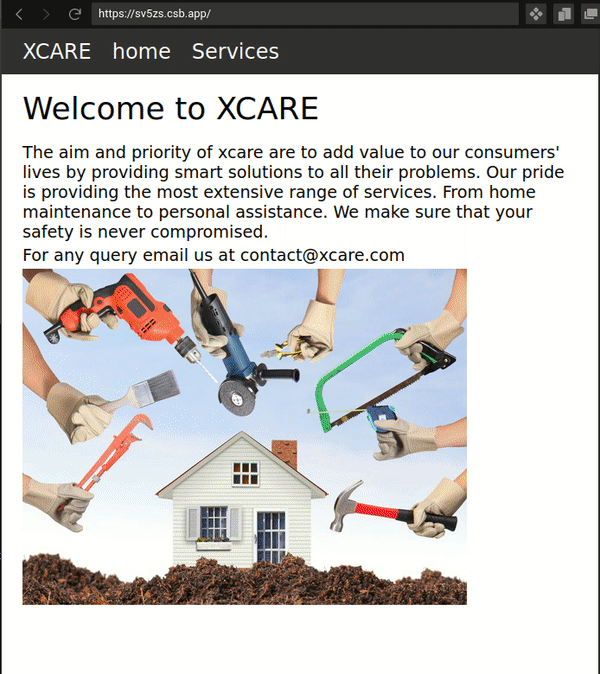 https://sv5zs.csb.app/
XCARE home Services
Welcome to XCARE
The aim and priority of xcare are to add value to our consumers'
lives by providing smart solutions to all their problems. Our pride
is providing the most extensive range of services. From home
maintenance to personal assistance. We make sure that your
safety is never compromised.
For any query email us at contact@xcare.com